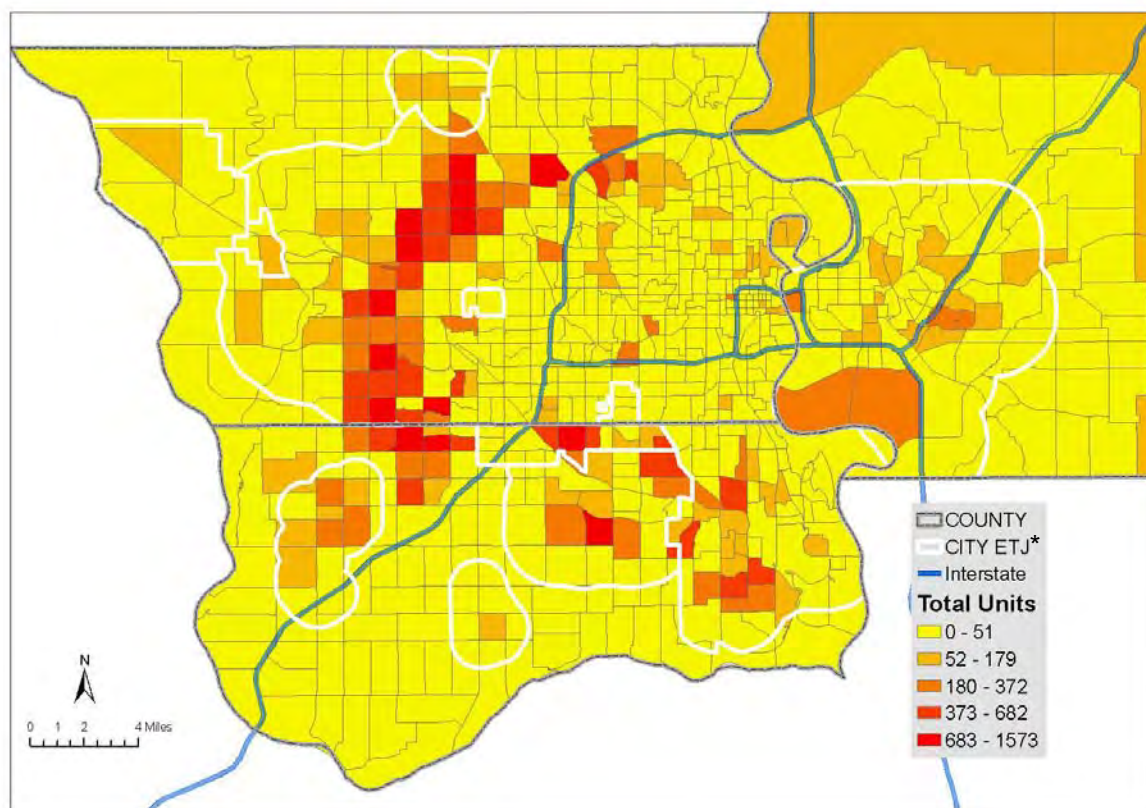 COUNTY
CITY ETJ*
Interstate
Total Units
0 - 51
52 - 179
180 - 372
373 - 682
683 - 1573
N
0 1 2 4 Miles